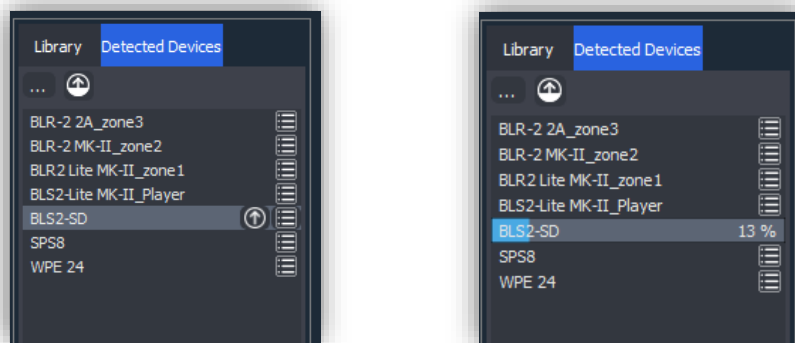 Library Detected Devices
...
BLR-2 2A_zone3
BLR-2 MK-II_zone2
BLR2 Lite MK-II_zone1
BLS2-Lite MK-II_Player
BLS2-SD
SPS8
WPE 24
Library Detected Devices
...
BLR-2 2A_zone3
BLR-2 MK-II_zone2
BLR2 Lite MK-II_zone1
BLS2-Lite MK-II_Player
BLS2-SD 13 %
SPS8
WPE 24